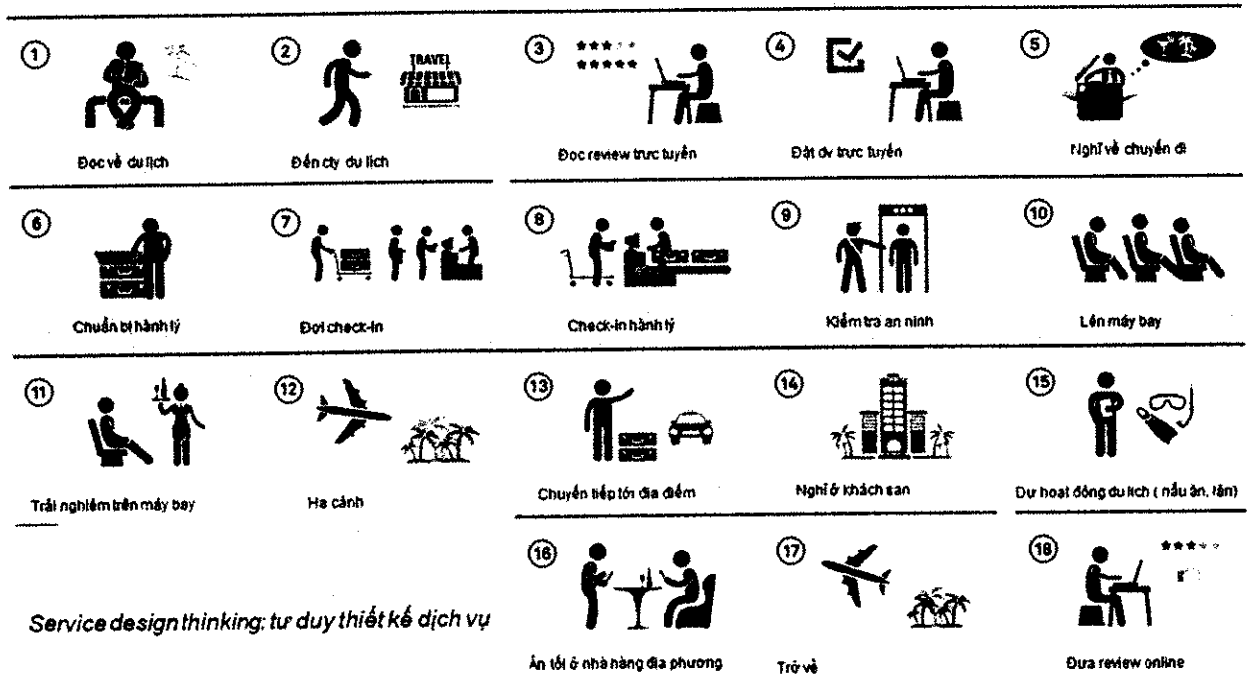 1
2
TRAVEL
3
4
5
Đọc về du lịch
Đến cty du lịch
Đọc review trực tuyến
Đặt dv trực tuyến
Nghĩ về chuyến đi
6
7
8
9
10
Chuẩn bị hành lý
Đợi check-in
Check-in hành lý
Kiểm tra an ninh
Lên máy bay
11
12
13
14
15
Trải nghiệm trên máy bay
Hạ cánh
Chuyển tiếp tới địa điểm
Nghỉ ở khách sạn
Dự hoạt động du lịch ( nấu ăn, lặn)
16
17
18
Service design thinking: tư duy thiết kế dịch vụ
Ăn tối ở nhà hàng địa phương
Trở về
Đưa review online